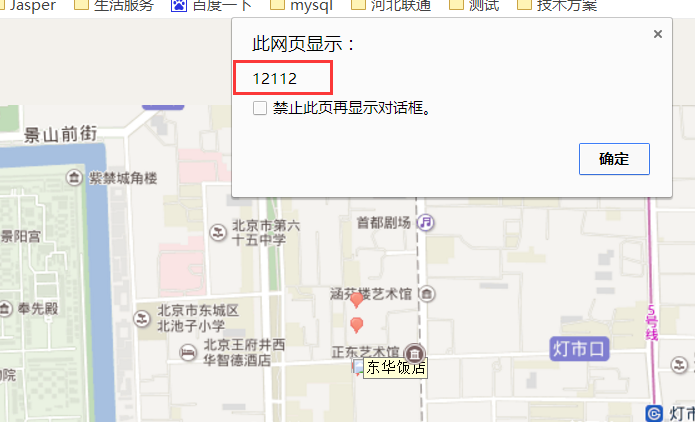 Jasper 生活服务 百度一下 mysql 河北联通 测试 技术方案
此网页显示：
12112
禁止此页再显示对话框。
确定
景山前街
紫禁城角楼
景阳宫
北京市第六
十五中学
首都剧场
奉先殿
涵芬楼艺术馆
5号线
北京市东城区
北池子小学
北京王府井西
华智德酒店
正东艺术馆
灯市口
东华饭店
物院
灯市